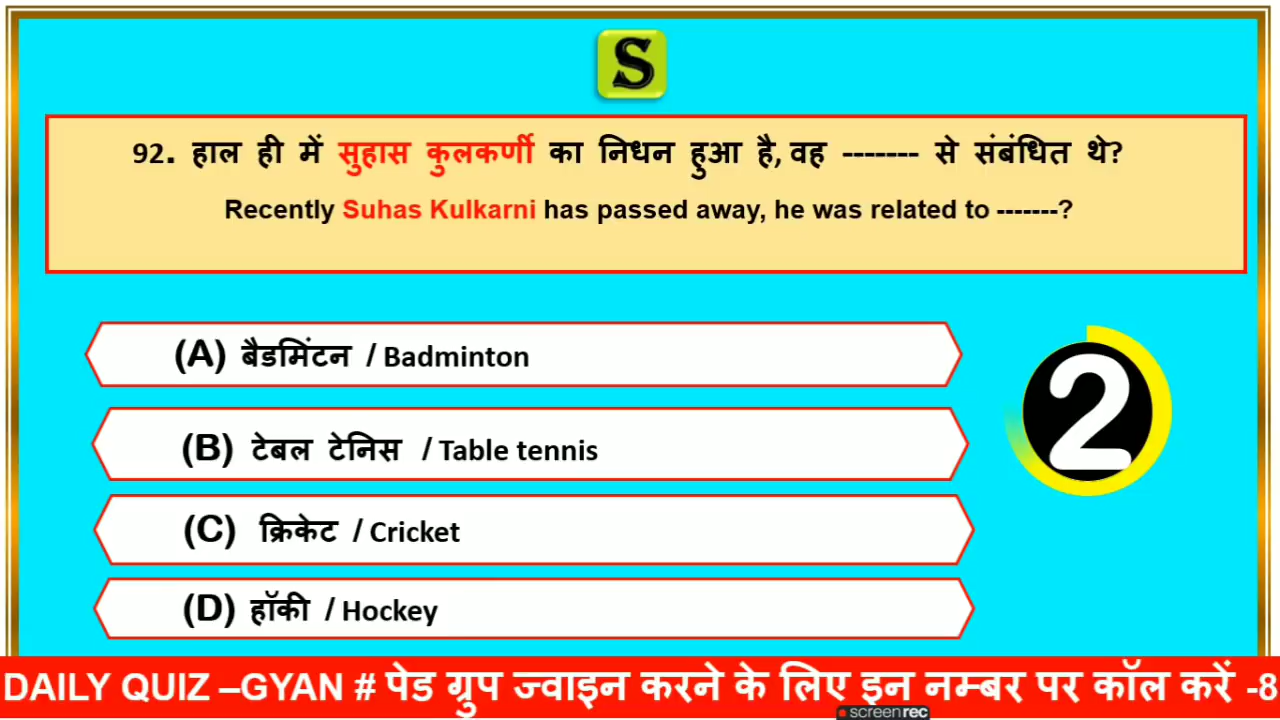 S
92. हाल ही में सुहास कुलकर्णी का निधन हुआ है, वह ------- से संबंधित थे?
Recently Suhas Kulkarni has passed away, he was related to -------?
(A) बैडमिंटन / Badminton
2
(B) टेबल टेनिस / Table tennis
(C) क्रिकेट / Cricket
(D) हॉकी / Hockey
DAILY QUIZ –GYAN # पेड ग्रुप ज्वाइन करने के लिए इन नम्बर पर कॉल करें -8
screenrec